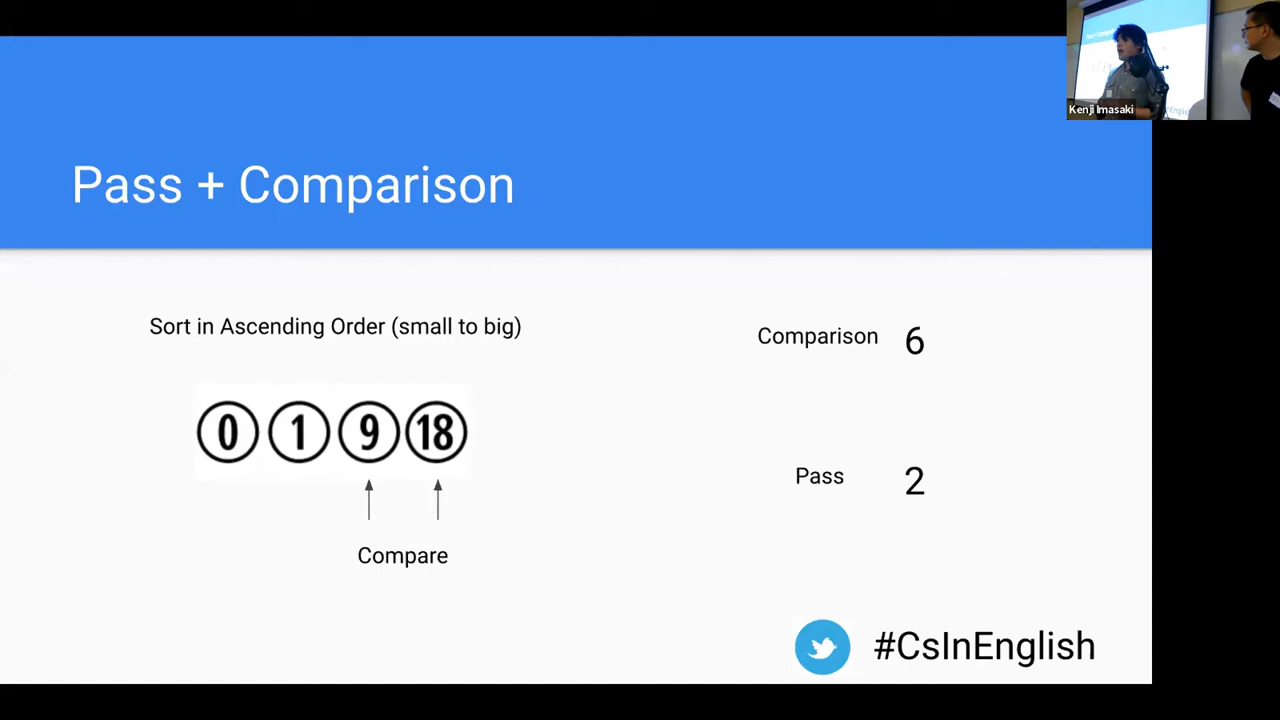 Kenji Imasaki
Pass + Comparison
Sort in Ascending Order (small to big)
Comparison 6
0 1 9 18
Pass 2
Compare
#CsInEnglish